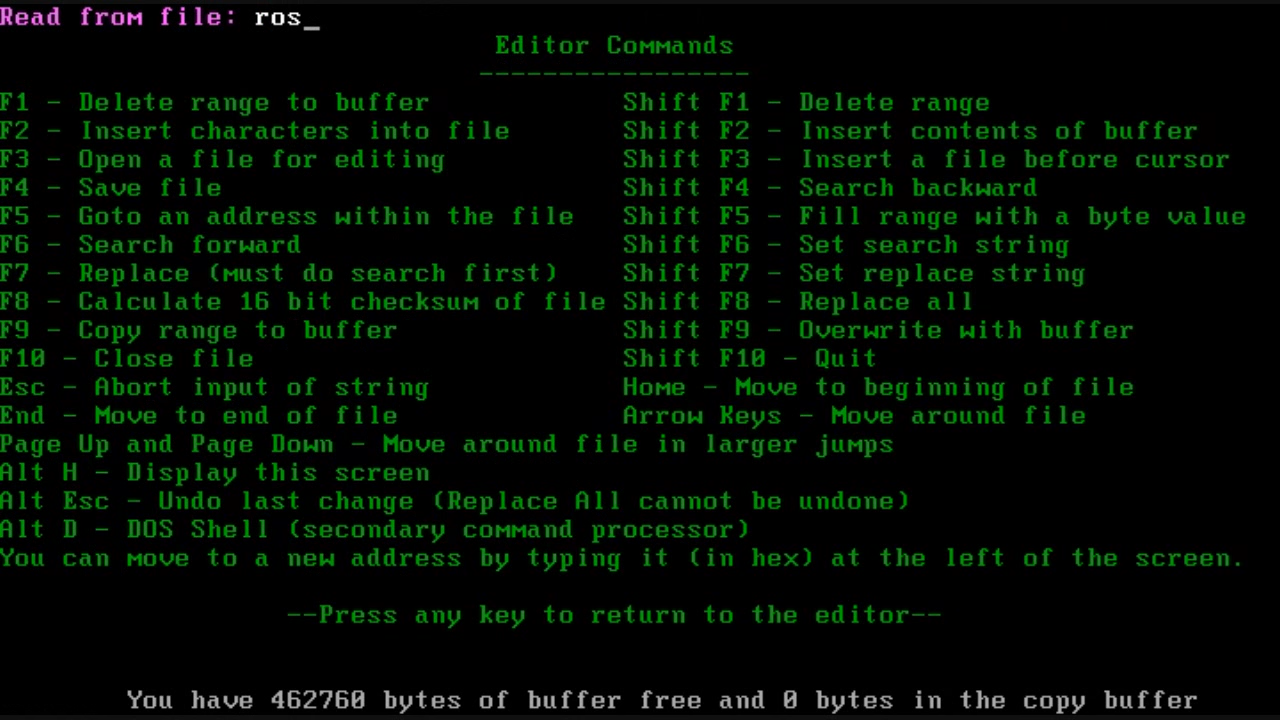 Read from file: ros_
Editor Commands
-----------------
F1 - Delete range to buffer Shift F1 - Delete range
F2 - Insert characters into file Shift F2 - Insert contents of buffer
F3 - Open a file for editing Shift F3 - Insert a file before cursor
F4 - Save file Shift F4 - Search backward
F5 - Goto an address within the file Shift F5 - Fill range with a byte value
F6 - Search forward Shift F6 - Set search string
F7 - Replace (must do search first) Shift F7 - Set replace string
F8 - Calculate 16 bit checksum of file Shift F8 - Replace all
F9 - Copy range to buffer Shift F9 - Overwrite with buffer
F10 - Close file Shift F10 - Quit
Esc - Abort input of string Home - Move to beginning of file
End - Move to end of file Arrow Keys - Move around file
Page Up and Page Down - Move around file in larger jumps
Alt H - Display this screen
Alt Esc - Undo last change (Replace All cannot be undone)
Alt D - DOS Shell (secondary command processor)
You can move to a new address by typing it (in hex) at the left of the screen.
--Press any key to return to the editor--
You have 462760 bytes of buffer free and 0 bytes in the copy buffer